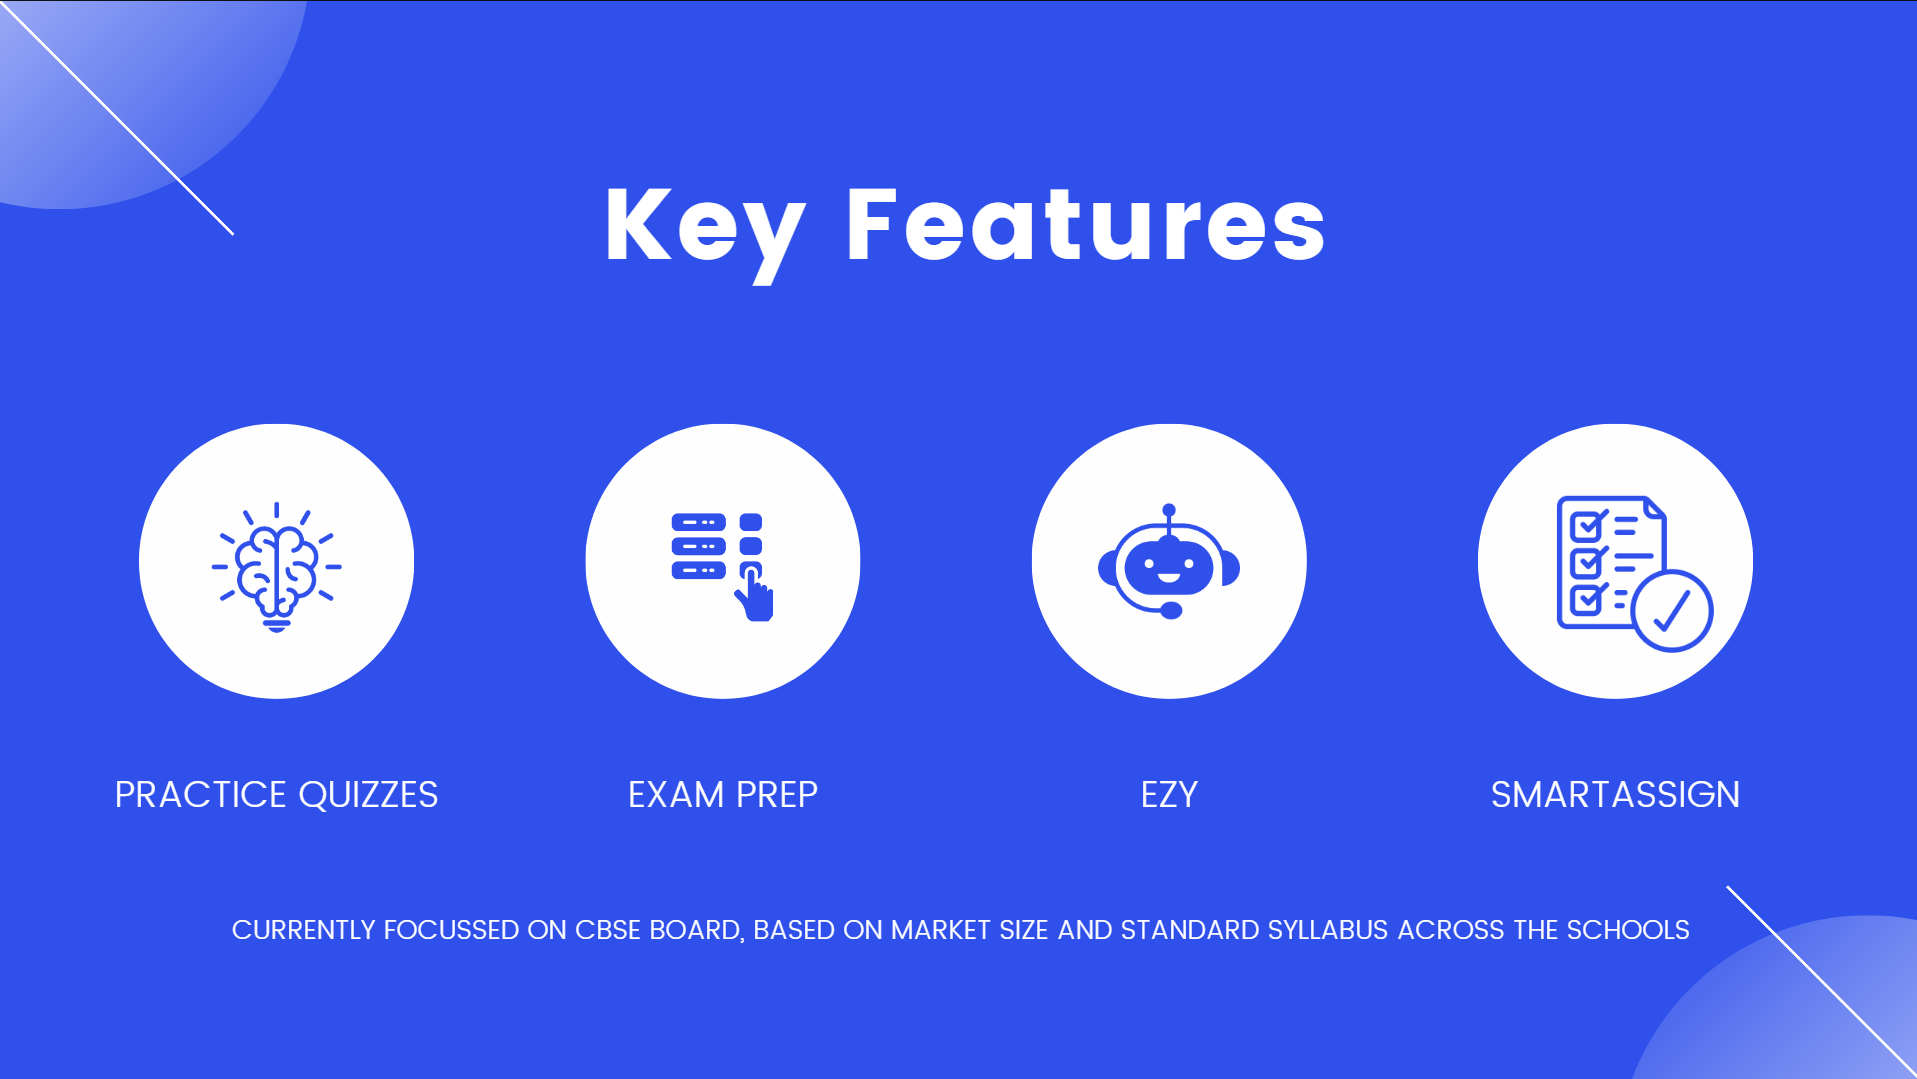 Key Features
PRACTICE QUIZZES
EXAM PREP
EZY
SMARTASSIGN
CURRENTLY FOCUSSED ON CBSE BOARD, BASED ON MARKET SIZE AND STANDARD SYLLABUS ACROSS THE SCHOOLS